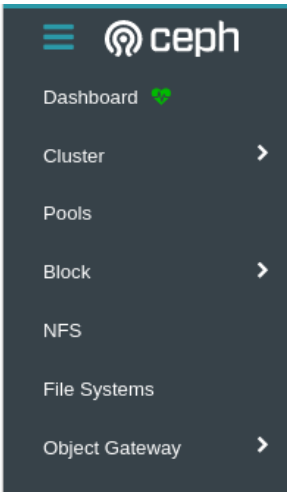 ceph
Dashboard
Cluster
Pools
Block
NFS
File Systems
Object Gateway